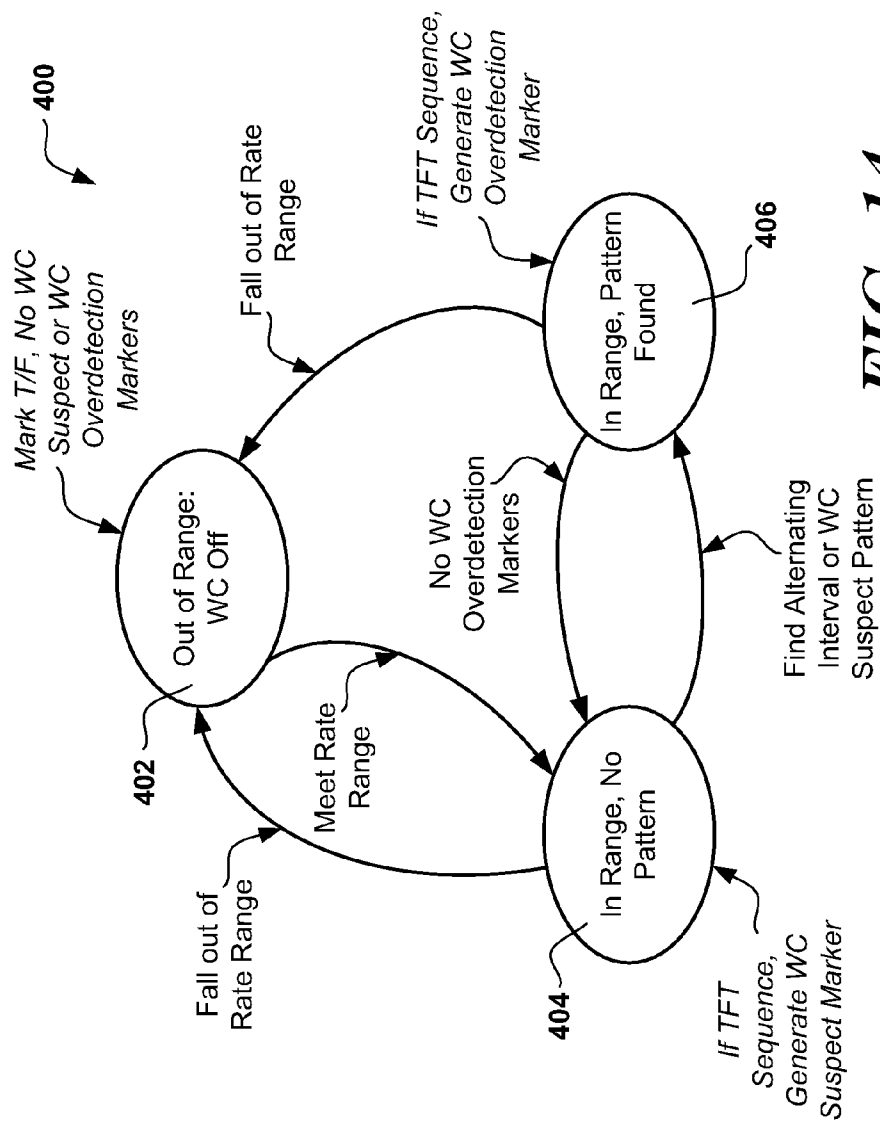 400
Mark T/F, No WC
Suspect or WC
Overdetection
Markers
402
Out of Range:
WC Off
Fall out of
Rate Range
Meet Rate
Range
Fall out of Rate
Range
No WC
Overdetection
Markers
If TFT Sequence,
Generate WC
Overdetection
Marker
404
In Range, No
Pattern
In Range, Pattern
Found
406
If TFT
Sequence,
Generate WC
Suspect Marker
Find Alternating
Interval or WC
Suspect Pattern
FIG. 14